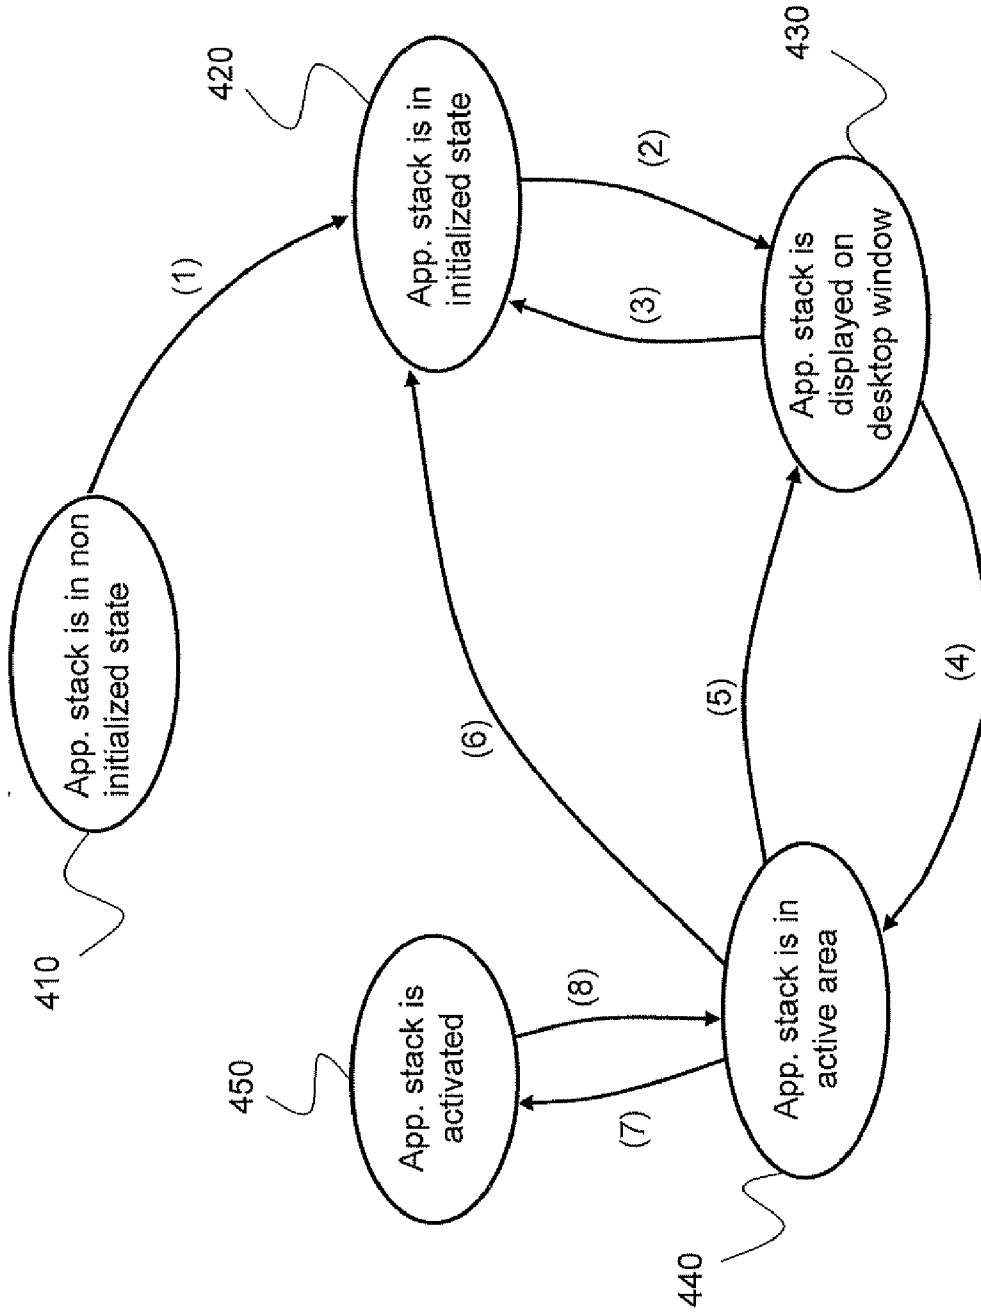 410
App. stack is in non
initialized state
(1)
420
App. stack is in
initialized state
(2)
(3)
430
App. stack is
displayed on
desktop window
(4)
(5)
(6)
440
App. stack is in
active area
(7)
(8)
450
App. stack is
activated